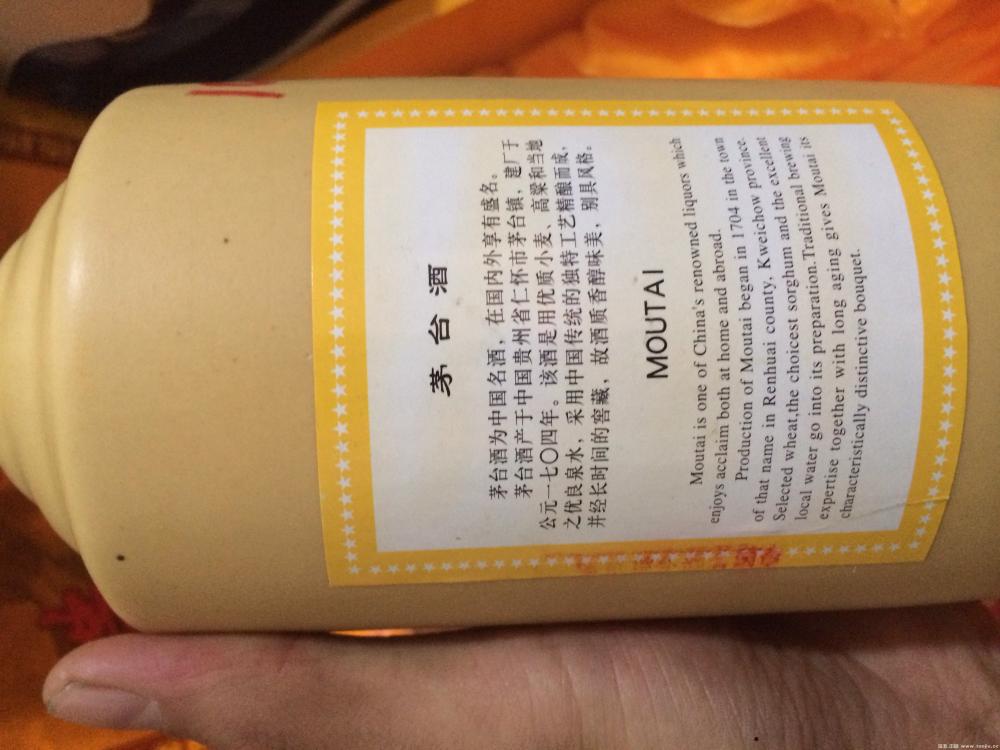 茅台酒
茅台酒为中国名酒，在国内外享有盛名。
茅台酒产于中国贵州省仁怀市茅台镇，建厂于
公元一七〇四年。该酒是用优质小麦、高粱和当地
之优良泉水，采用中国传统的独特工艺精酿而成，
并经长时间的窖藏，故酒质香醇味美，别具风格。
MOUTAI
Moutai is one of China's renowned liquors which
enjoys acclaim both at home and abroad.
Production of Moutai began in 1704 in the town
of that name in Renhuai county, Kweichow province.
Selected wheat,the choicest sorghum and the excellent
local water go into its preparation.Traditional brewing
expertise together with long aging gives Moutai its
characteristically distinctive bouquet.